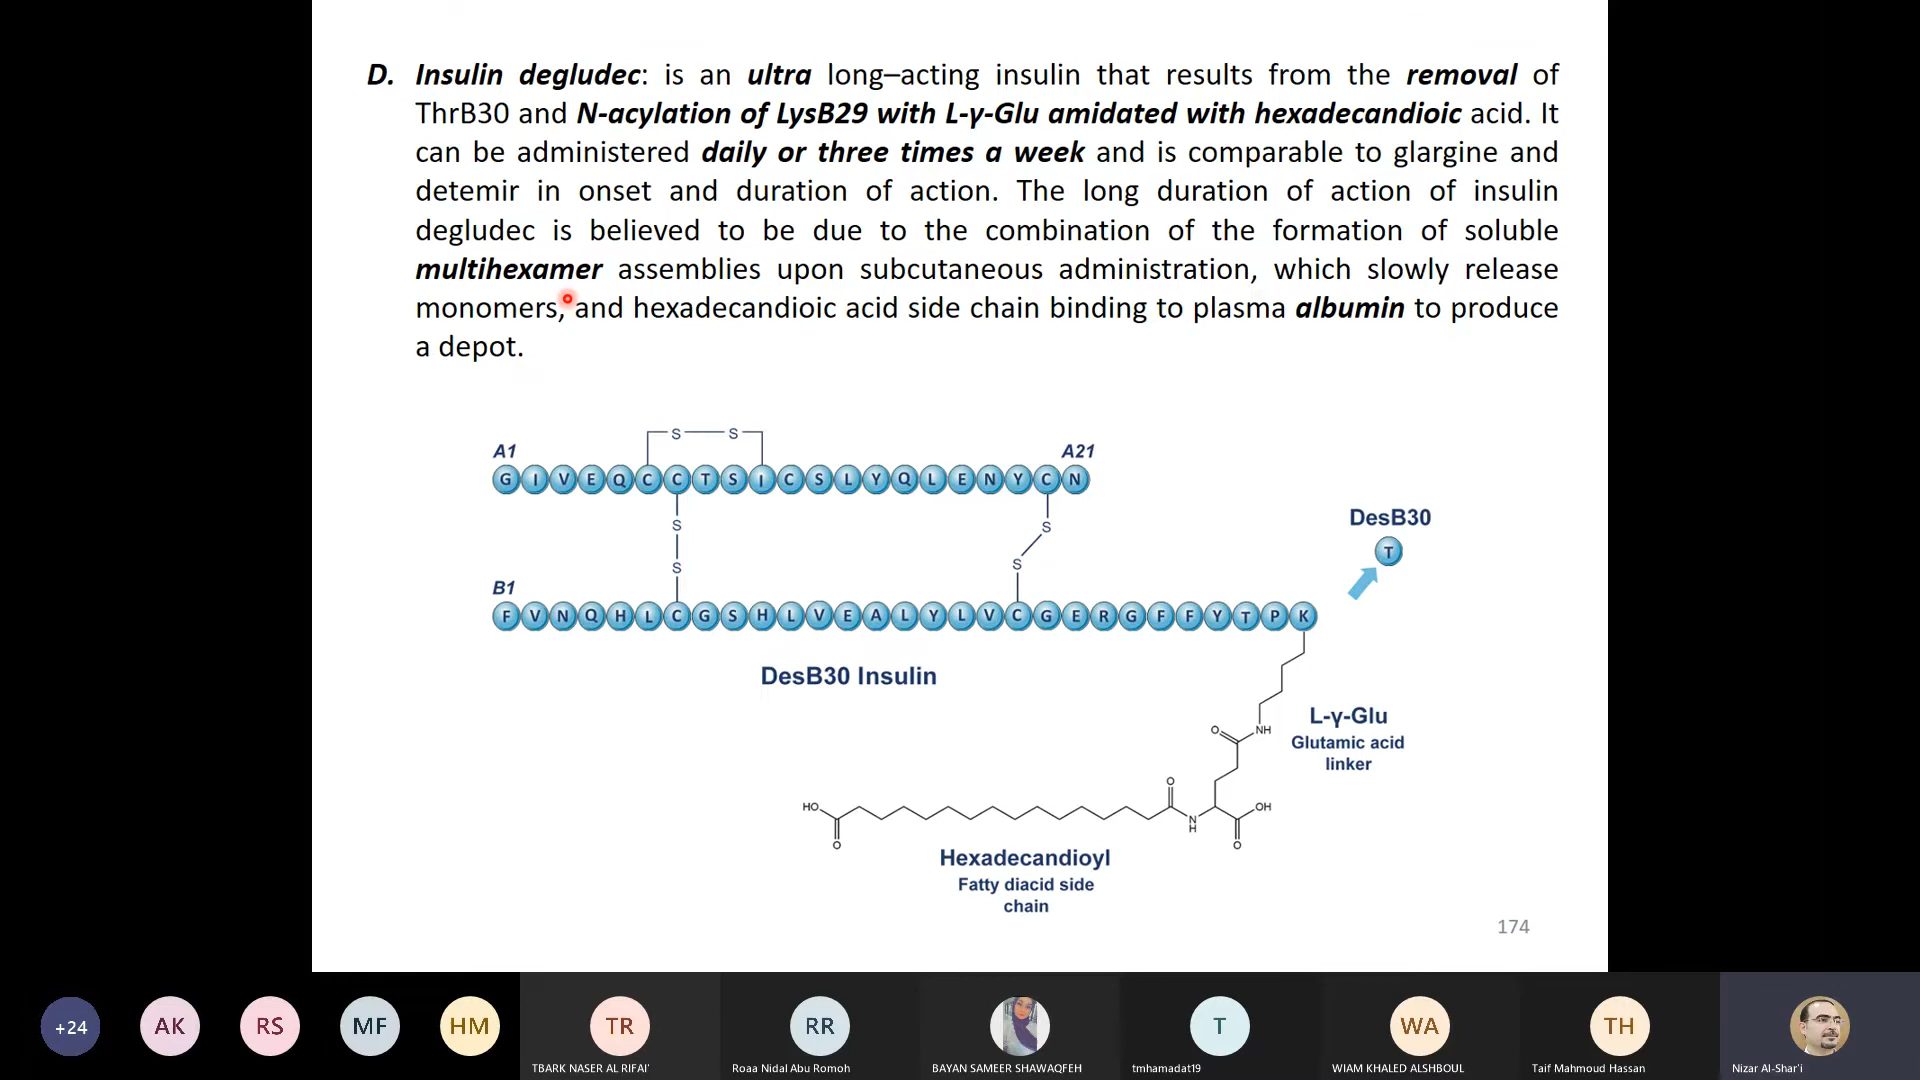 D. Insulin degludec: is an ultra long–acting insulin that results from the removal of
ThrB30 and N-acylation of LysB29 with L-γ-Glu amidated with hexadecandioic acid. It
can be administered daily or three times a week and is comparable to glargine and
detemir in onset and duration of action. The long duration of action of insulin
degludec is believed to be due to the combination of the formation of soluble
multihexamer assemblies upon subcutaneous administration, which slowly release
monomers, and hexadecandioic acid side chain binding to plasma albumin to produce
a depot.
S S
A1 A21
G I V E Q C C T S I C S L Y Q L E N Y C N
DesB30
S S
T
S S
B1
F V N Q H L C G S H L V E A L Y L V C G E R G F F Y T P K
DesB30 Insulin
L-γ-Glu
Glutamic acid
linker
O NH
O
HO OH
N
H
O O
Hexadecandioyl
Fatty diacid side
chain
174
+24 AK RS MF HM TR RR T WA TH
TBARK NASER AL RIFAI' Roaa Nidal Abu Romoh BAYAN SAMEER SHAWAQFEH tmhamadat19 WIAM KHALED ALSHBOUL Taif Mahmoud Hassan Nizar Al-Shar'i